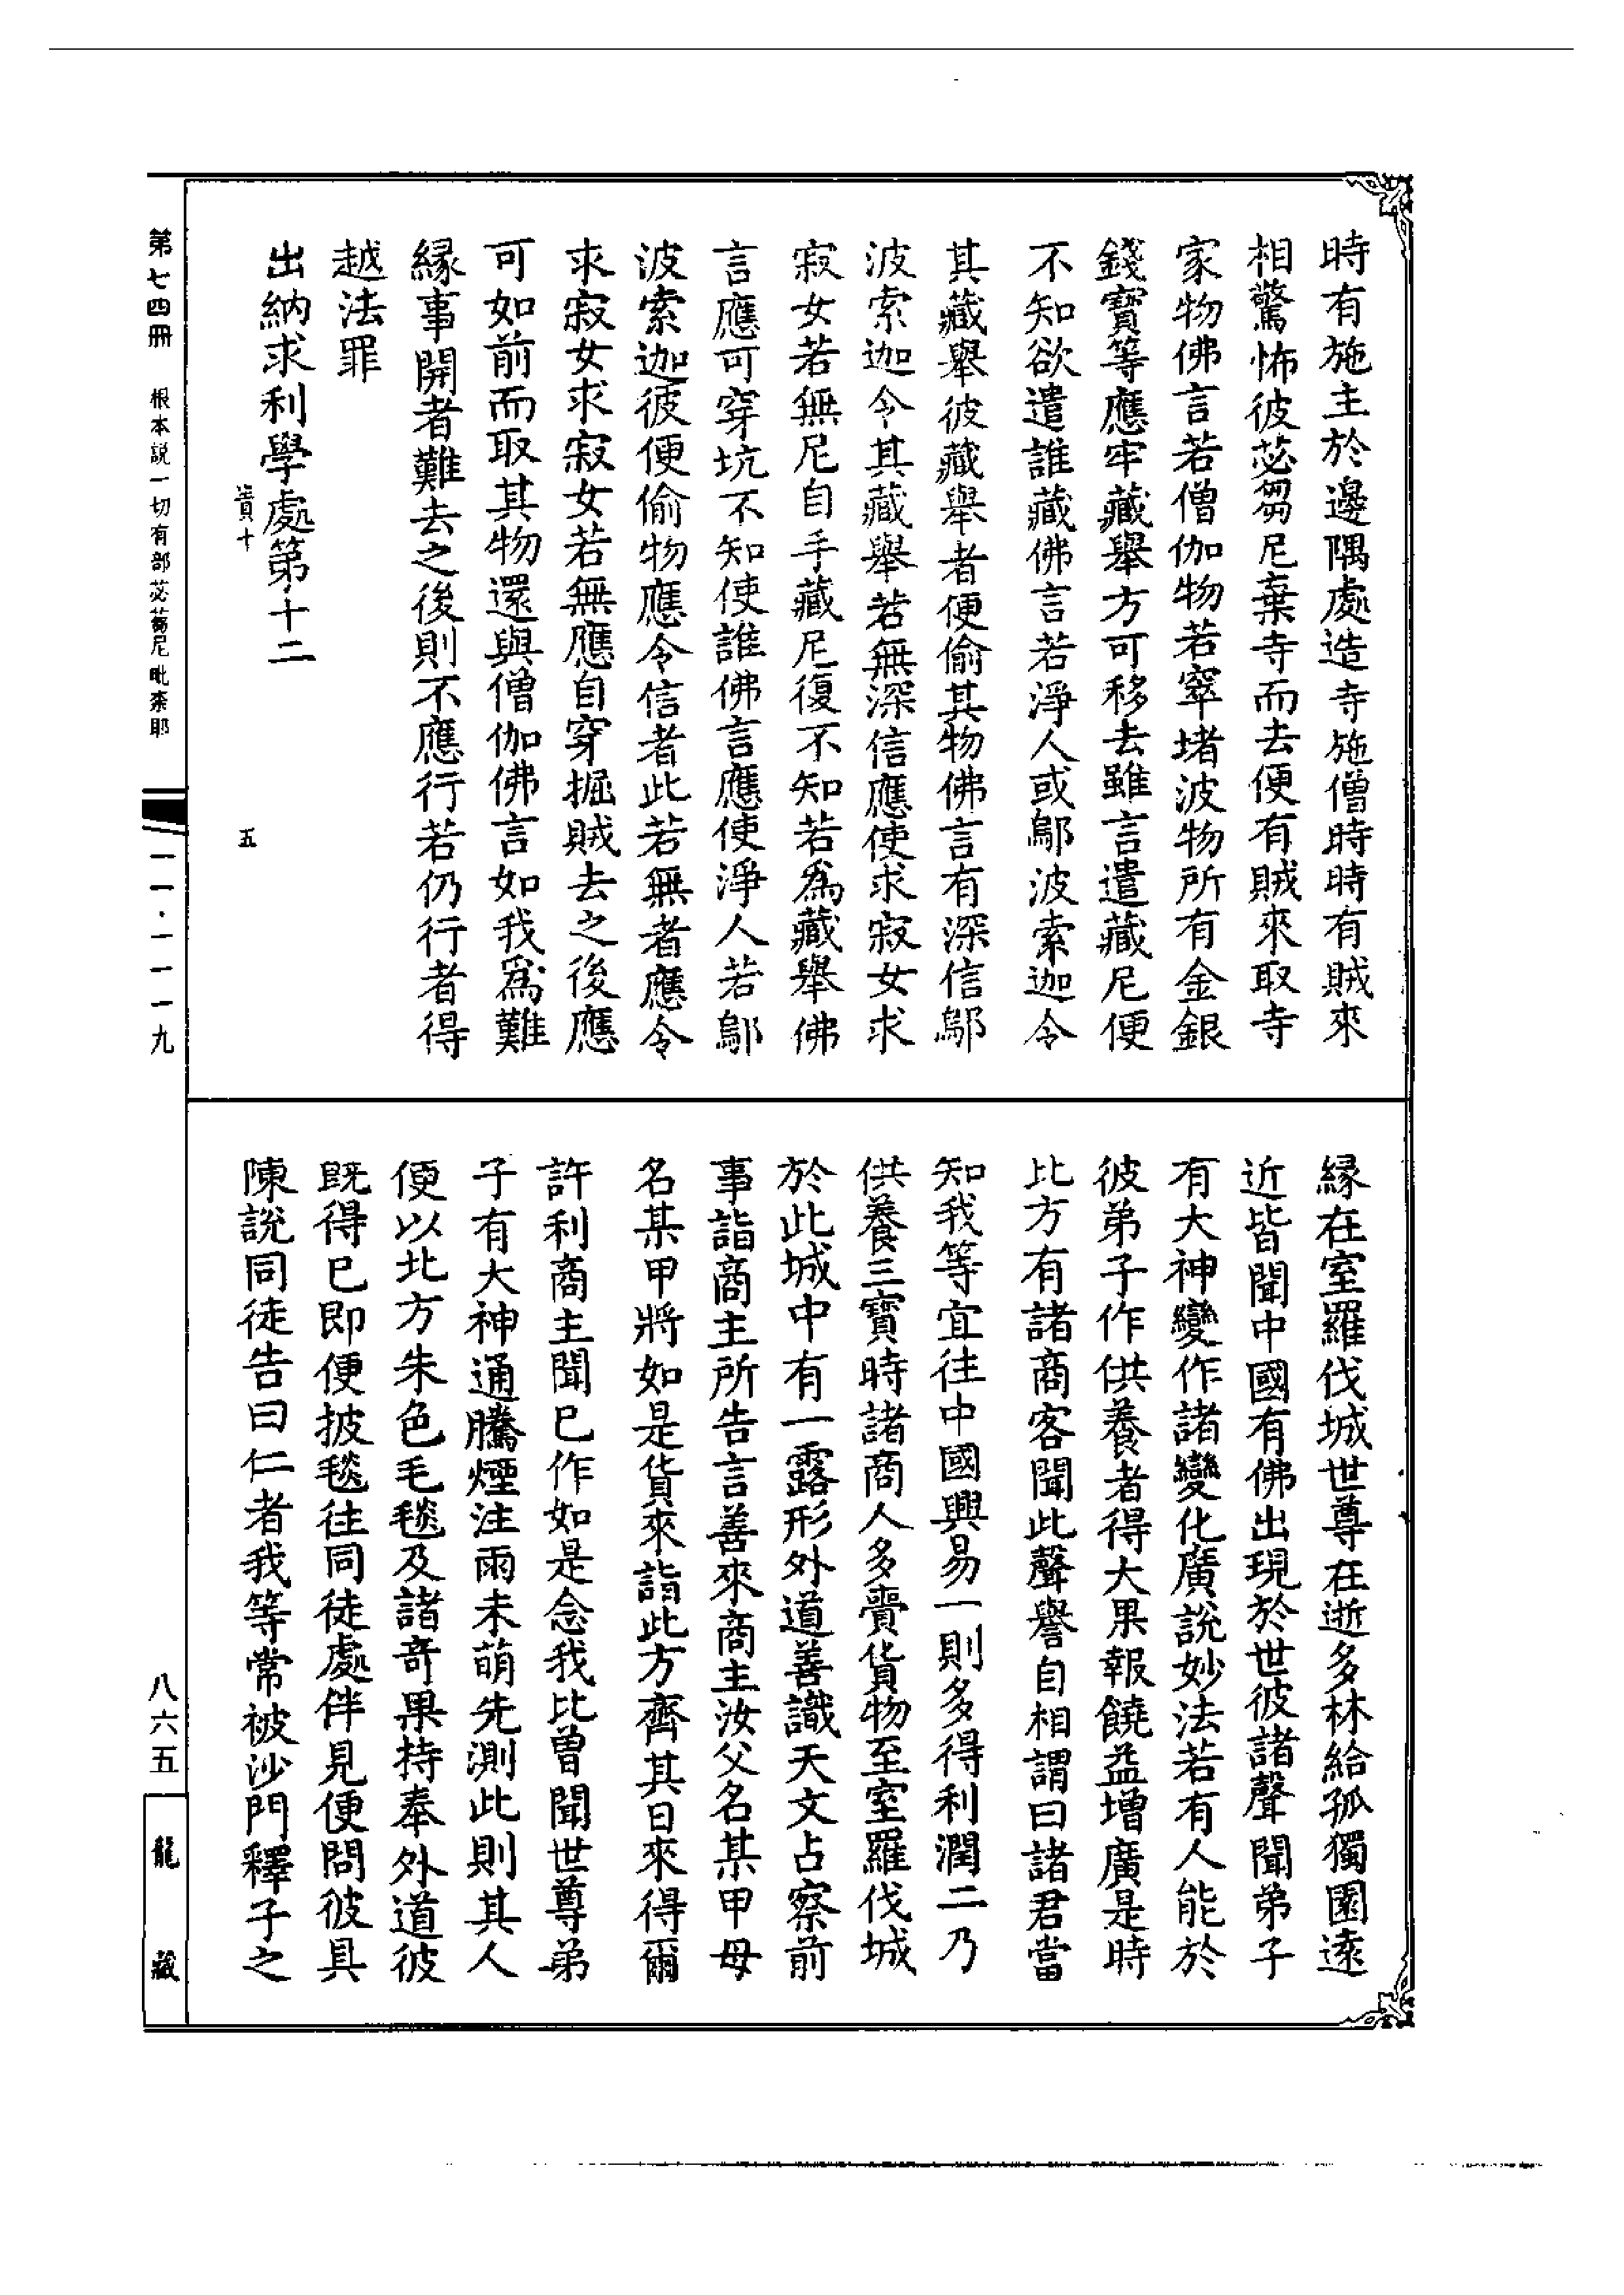 時有施主於邊隅處造寺施僧時時有賊來
相驚怖彼苾芻尼棄寺而去便有賊來取寺
家物佛言若僧伽物若窣堵波物所有金銀
錢寶等應牢藏舉方可移去雖言遣藏尼便
不知欲遣誰藏佛言若淨人或鄔波索迦令
其藏舉彼藏舉者便偷其物佛言有深信鄔
波索迦令其藏舉若無深信應使求寂女求
寂女若無尼自手藏尼復不知若為藏舉佛
言應可穿坑不知使誰佛言應使淨人若鄔
波索迦彼便偷物應令信者此若無者應令
求寂女求寂女若無應自穿掘賊去之後應
可如前而取其物還與僧伽佛言如我為難
緣事開者難去之後則不應行若仍行者得
越法罪
出納求利學處第十二
緣在室羅伐城世尊在逝多林給孤獨園遠
近皆聞中國有佛出現於世彼諸聲聞弟子
有大神變作諸變化廣說妙法若有人能於
彼弟子作供養者得大果報饒益增廣是時
比方有諸商客聞此聲譽自相謂曰諸君當
知我等宜往中國興易一則多得利潤二乃
供養三寶時諸商人多賷貨物至室羅伐城
於此城中有一露形外道善識天文占察前
事詣商主所告言善來商主汝父名某甲母
名某甲將如是貨來詣此方齊其日來得爾
許利商主聞已作如是念我比曾聞世尊弟
子有大神通騰煙注雨未萌先測此則其人
便以北方朱色毛毯及諸奇果持奉外道彼
既得已即便披毯往同徒處伴見便問彼具
陳說同徒告曰仁者我等常被沙門釋子之
第七四冊 根本說一切有部苾芻尼毗柰耶
一一·一一一九
八六五
龍藏
五